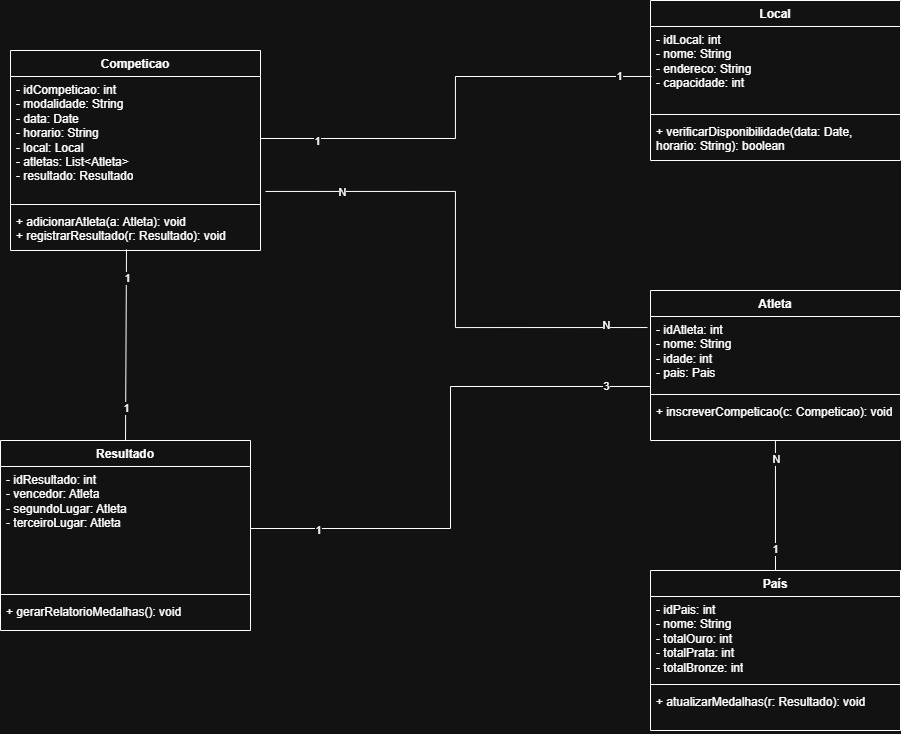 Local
- idLocal: int
- nome: String
- endereco: String
- capacidade: int
+ verificarDisponibilidade(data: Date,
horario: String): boolean
Competicao
- idCompeticao: int
- modalidade: String
- data: Date
- horario: String
- local: Local
- atletas: List<Atleta>
- resultado: Resultado
+ adicionarAtleta(a: Atleta): void
+ registrarResultado(r: Resultado): void
1
1
N
N
1
1
Atleta
- idAtleta: int
- nome: String
- idade: int
- pais: Pais
+ inscreverCompeticao(c: Competicao): void
3
1
Resultado
- idResultado: int
- vencedor: Atleta
- segundoLugar: Atleta
- terceiroLugar: Atleta
+ gerarRelatorioMedalhas(): void
N
1
País
- idPais: int
- nome: String
- totalOuro: int
- totalPrata: int
- totalBronze: int
+ atualizarMedalhas(r: Resultado): void